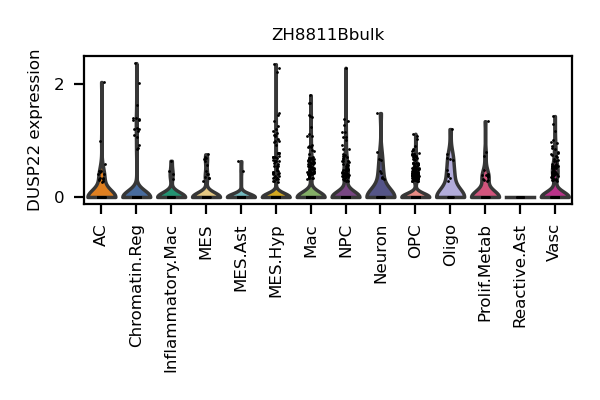 ZH8811Bbulk
DUSP22 expression
2
0
AC
Chromatin.Reg
Inflammatory.Mac
MES
MES.Ast
MES.Hyp
Mac
NPC
Neuron
OPC
Oligo
Prolif.Metab
Reactive.Ast
Vasc